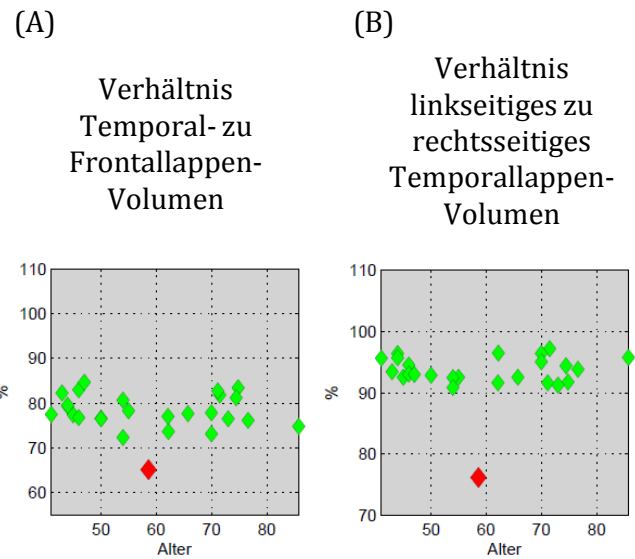 (A)
Verhältnis
Temporal- zu
Frontallappen-
Volumen
110
100
90
%
80
70
60
50
60
70
80
Alter
(B)
Verhältnis
linkseitiges zu
rechtsseitiges
Temporallappen-
Volumen
110
100
%
90
80
70
50
60
70
80
Alter